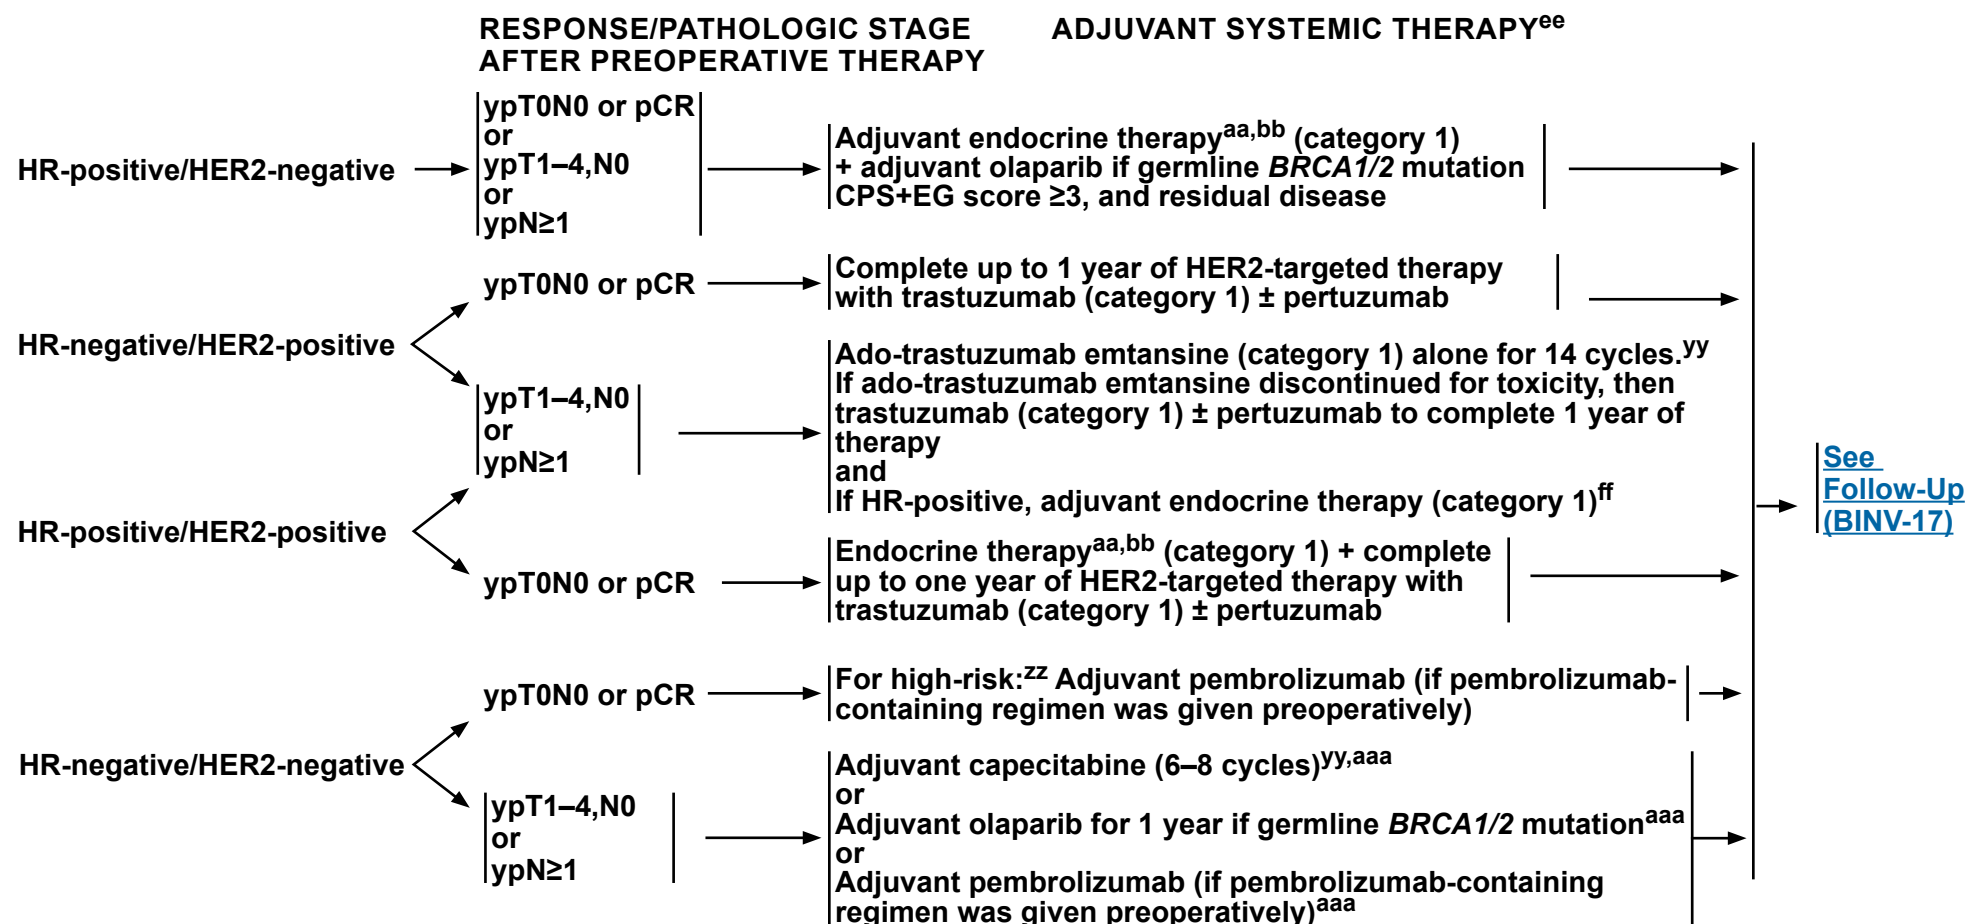 RESPONSE/PATHOLOGIC STAGE
AFTER PREOPERATIVE THERAPY
ADJUVANT SYSTEMIC THERAPYee
HR-positive/HER2-negative
ypT0N0 or pCR
or
ypT1–4,N0
or
ypN≥1
Adjuvant endocrine therapyaa,bb (category 1)
+ adjuvant olaparib if germline BRCA1/2 mutation
CPS+EG score ≥3, and residual disease
HR-negative/HER2-positive
ypT0N0 or pCR
Complete up to 1 year of HER2-targeted therapy
with trastuzumab (category 1) ± pertuzumab
ypT1–4,N0
or
ypN≥1
Ado-trastuzumab emtansine (category 1) alone for 14 cycles.yy
If ado-trastuzumab emtansine discontinued for toxicity, then
trastuzumab (category 1) ± pertuzumab to complete 1 year of
therapy
and
If HR-positive, adjuvant endocrine therapy (category 1)ff
HR-positive/HER2-positive
ypT0N0 or pCR
Endocrine therapyaa,bb (category 1) + complete
up to one year of HER2-targeted therapy with
trastuzumab (category 1) ± pertuzumab
HR-negative/HER2-negative
ypT0N0 or pCR
For high-risk:zz Adjuvant pembrolizumab (if pembrolizumab-
containing regimen was given preoperatively)
ypT1–4,N0
or
ypN≥1
Adjuvant capecitabine (6–8 cycles)yy,aaa
or
Adjuvant olaparib for 1 year if germline BRCA1/2 mutationaaa
or
Adjuvant pembrolizumab (if pembrolizumab-containing
regimen was given preoperatively)aaa
See
Follow-Up
(BINV-17)